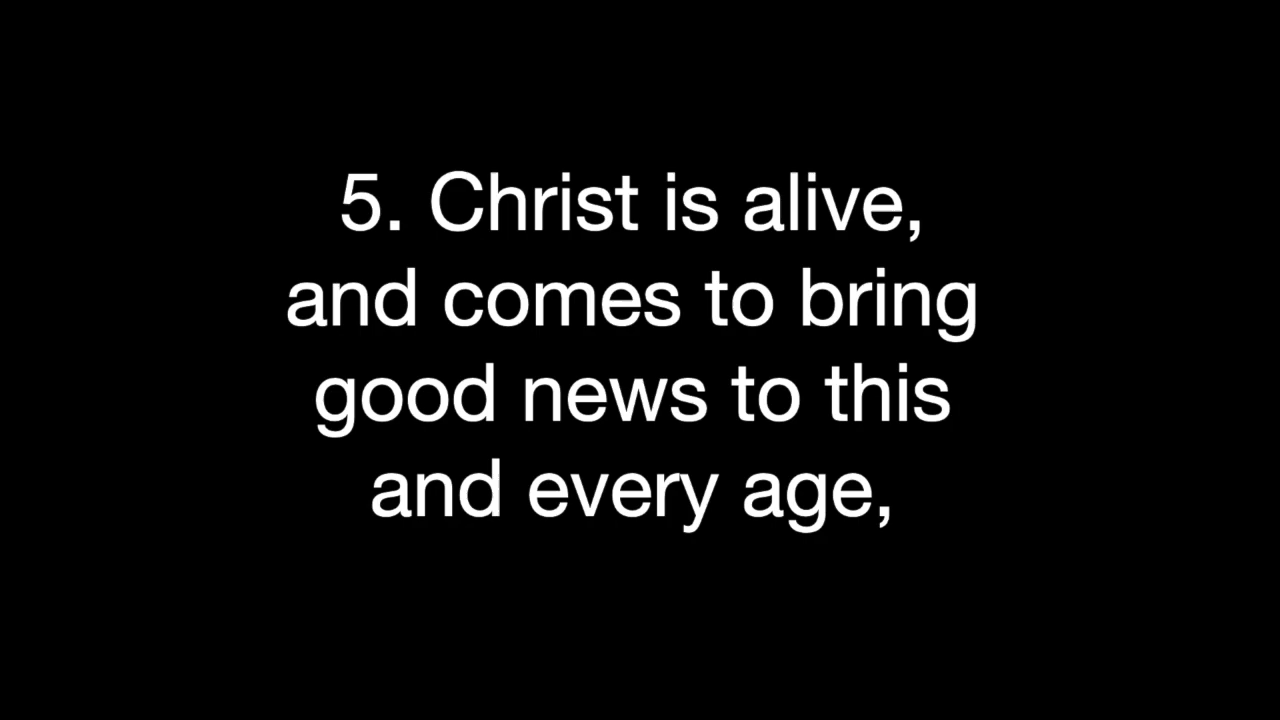 5. Christ is alive,
and comes to bring
good news to this
and every age,